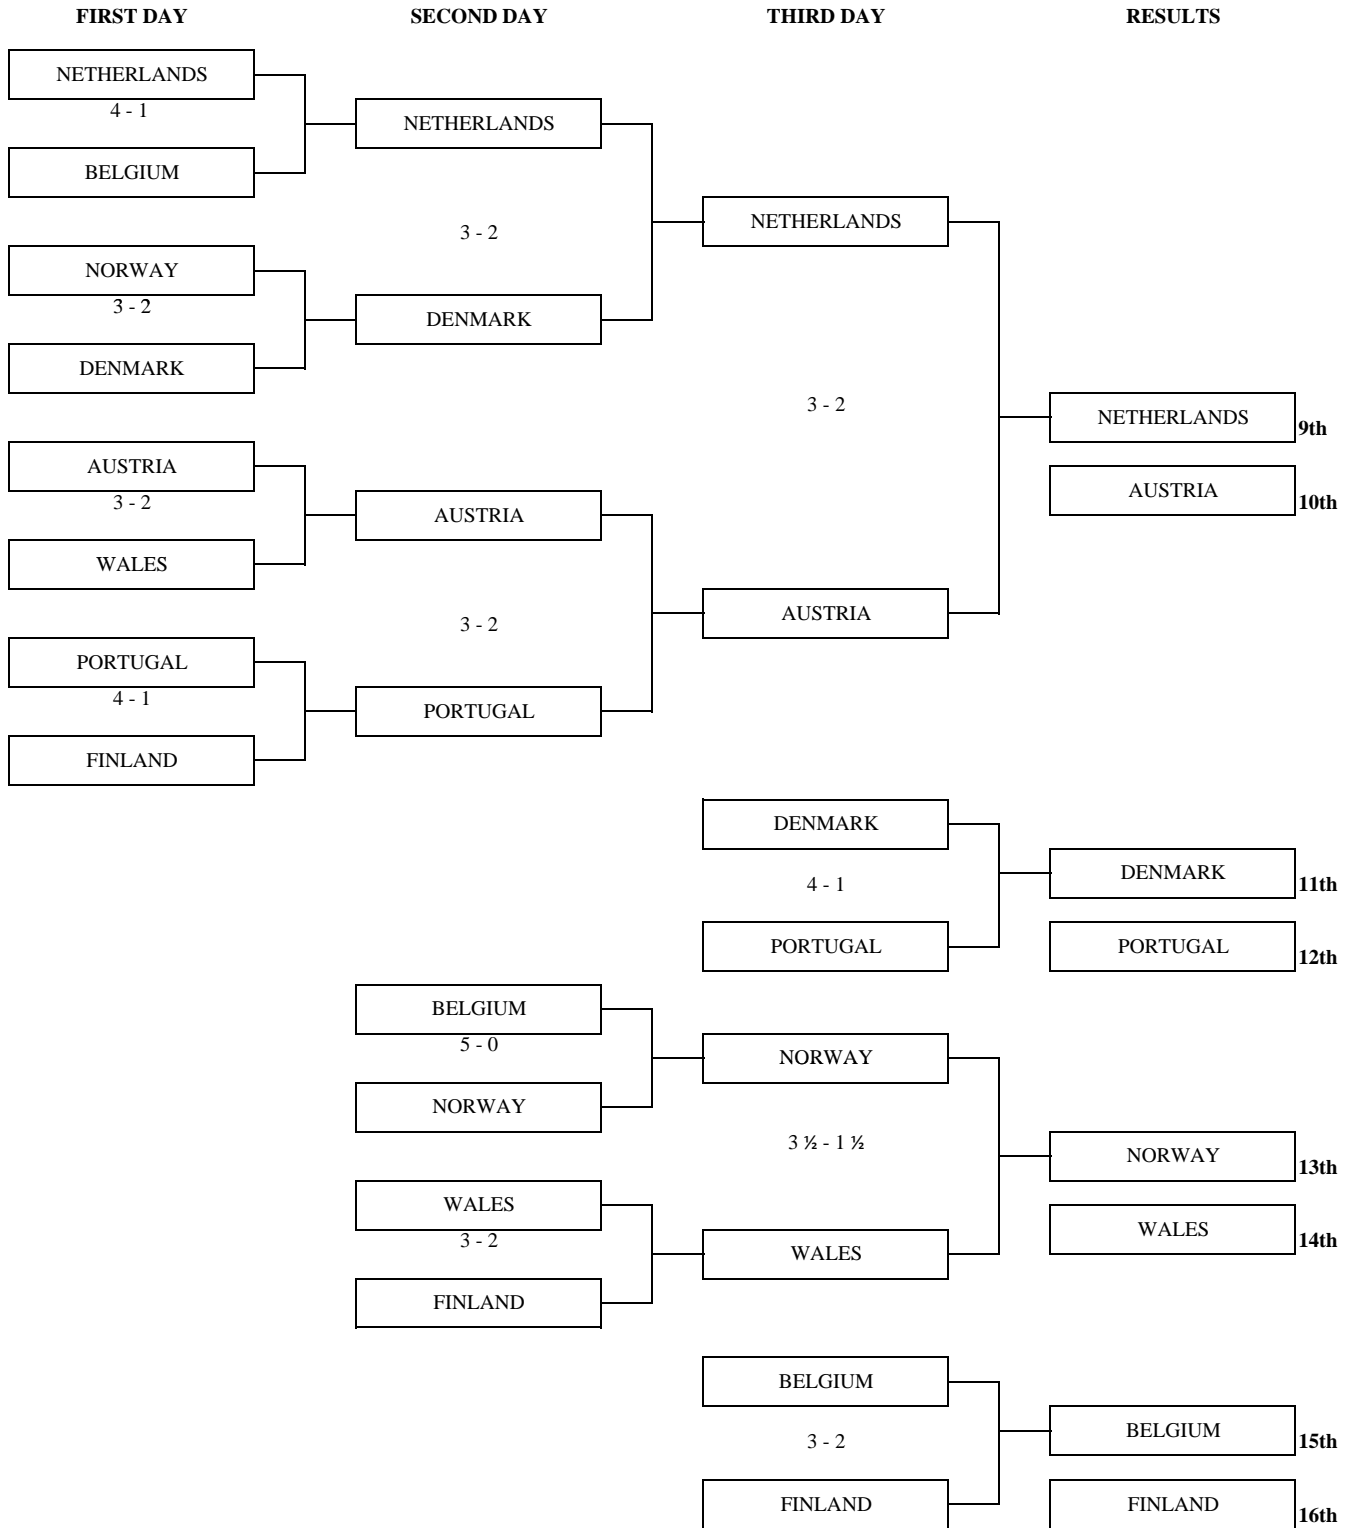 FIRST DAY SECOND DAY THIRD DAY RESULTS
NETHERLANDS
4 - 1
BELGIUM
NORWAY
3 - 2
DENMARK
AUSTRIA
3 - 2
WALES
PORTUGAL
4 - 1
FINLAND
NETHERLANDS
3 - 2
DENMARK
AUSTRIA
3 - 2
PORTUGAL
BELGIUM
5 - 0
NORWAY
WALES
3 - 2
FINLAND
NETHERLANDS
3 - 2
AUSTRIA
DENMARK
4 - 1
PORTUGAL
NORWAY
3 ½ - 1 ½
WALES
BELGIUM
3 - 2
FINLAND
NETHERLANDS 9th
AUSTRIA 10th
DENMARK 11th
PORTUGAL 12th
NORWAY 13th
WALES 14th
BELGIUM 15th
FINLAND 16th